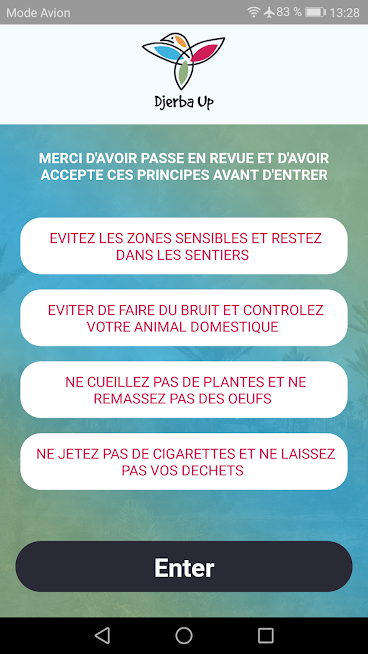 Mode Avion
83 %
13:28
Djerba Up
MERCI D'AVOIR PASSE EN REVUE ET D'AVOIR
ACCEPTE CES PRINCIPES AVANT D'ENTRER
EVITEZ LES ZONES SENSIBLES ET RESTEZ
DANS LES SENTIERS
EVITER DE FAIRE DU BRUIT ET CONTROLEZ
VOTRE ANIMAL DOMESTIQUE
NE CUEILLEZ PAS DE PLANTES ET NE
REMASSEZ PAS DES OEUFS
NE JETEZ PAS DE CIGARETTES ET NE LAISSEZ
PAS VOS DECHETS
Enter